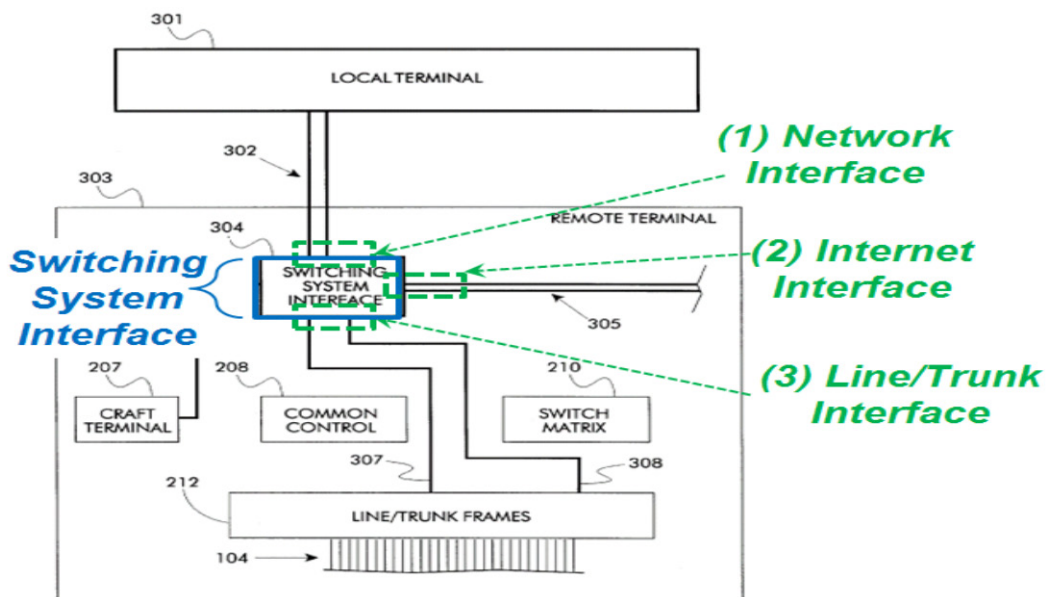 301
LOCAL TERMINAL
302
(1) Network
Interface
303
REMOTE TERMINAL
304
Switching
System
Interface
SWITCHING
SYSTEM
INTERFACE
(2) Internet
Interface
305
(3) Line/Trunk
Interface
207
CRAFT
TERMINAL
208
COMMON
CONTROL
210
SWITCH
MATRIX
307
308
212
LINE/TRUNK FRAMES
104